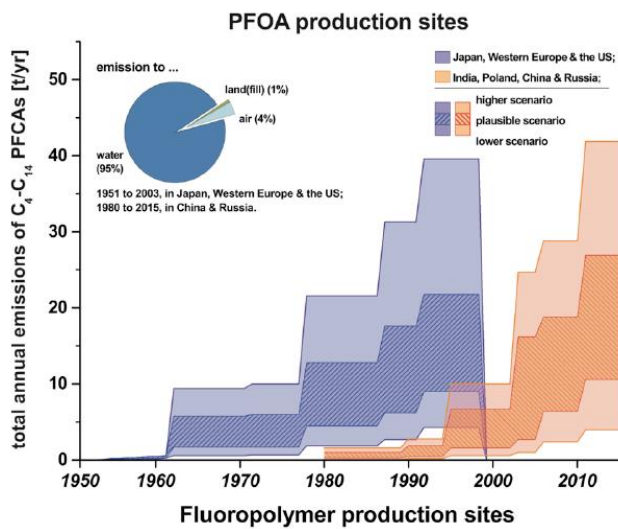 PFOA production sites
total annual emissions of C4-C14 PFCAs [t/yr]
50
40
30
20
10
0
emission to ...
land(fill) (1%)
air (4%)
water
(95%)
1951 to 2003, in Japan, Western Europe & the US;
1980 to 2015, in China & Russia.
Japan, Western Europe & the US;
India, Poland, China & Russia;
higher scenario
plausible scenario
lower scenario
1950 1960 1970 1980 1990 2000 2010
Fluoropolymer production sites